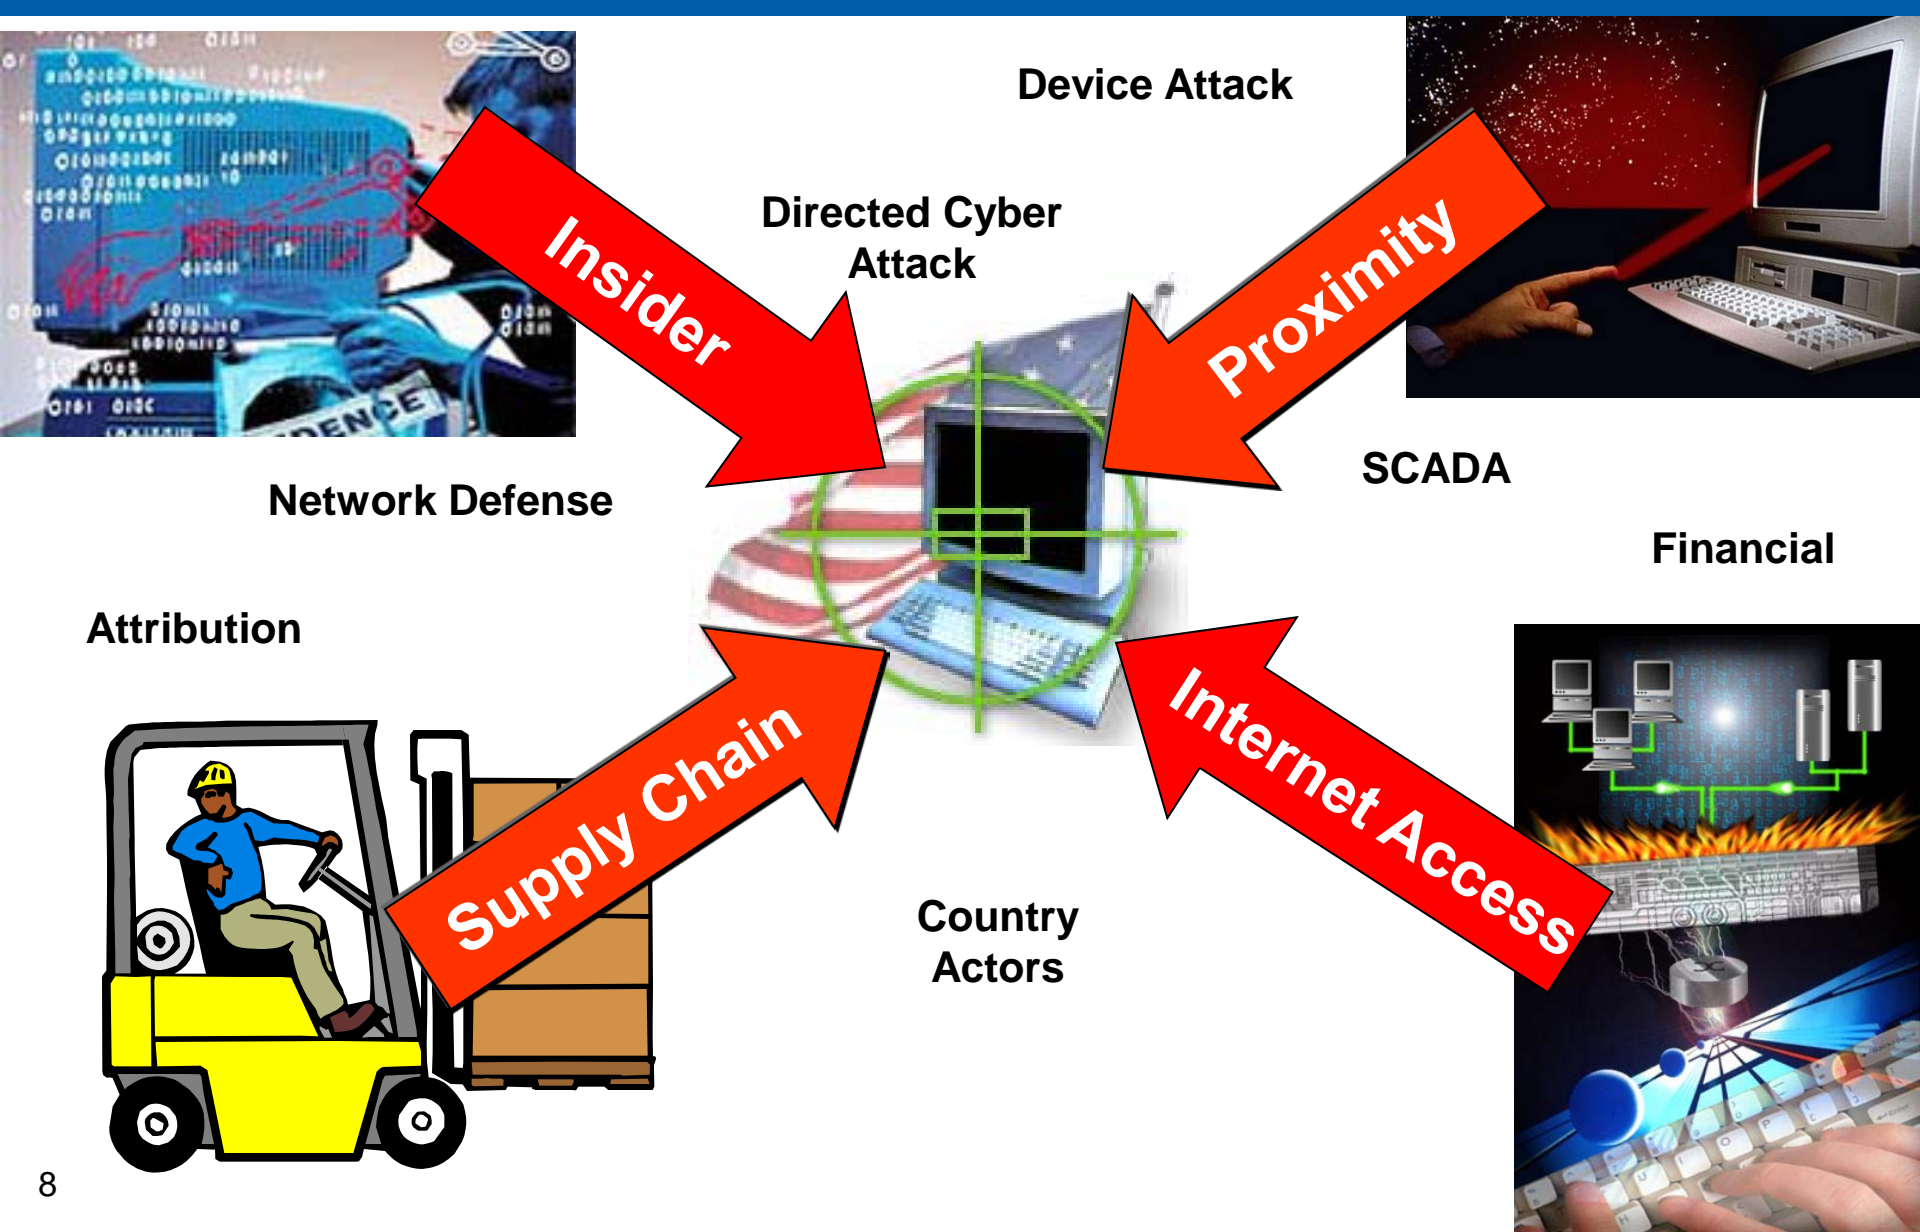 Device Attack
Directed Cyber
Attack
Insider
Proximity
SCADA
Network Defense
Financial
Attribution
Supply Chain
Internet Access
Country
Actors
8